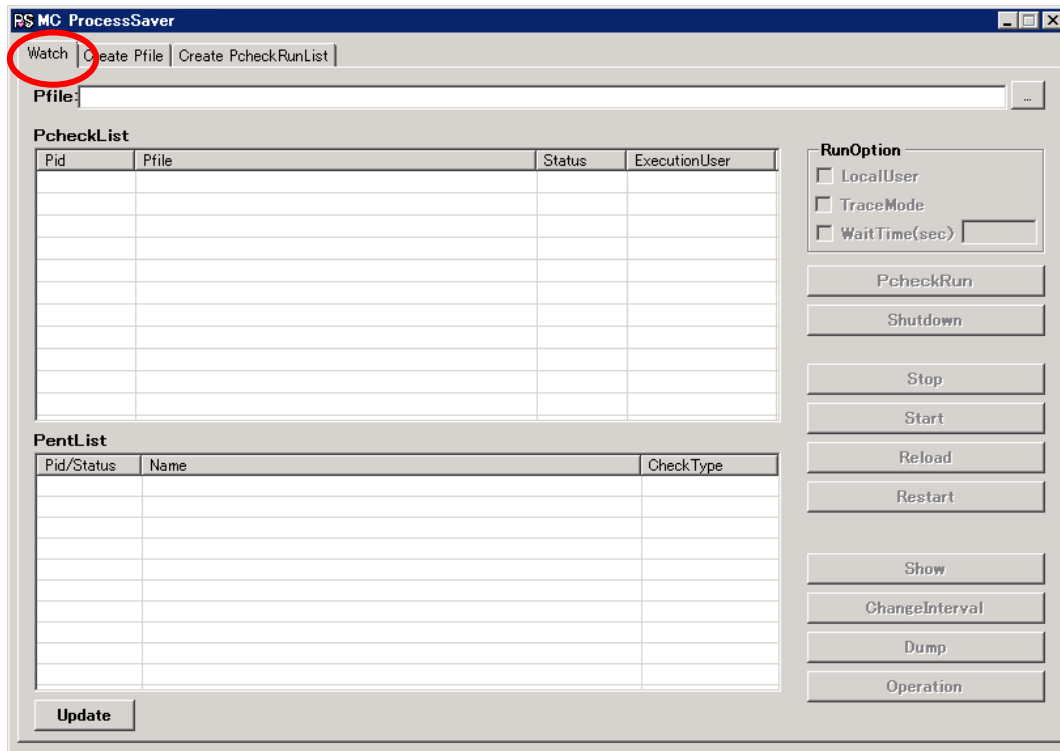 PS MC ProcessSaver
Watch Create Pfile Create PcheckRunList
Pfile: ...
PcheckList
Pid Pfile Status ExecutionUser
RunOption
LocalUser
TraceMode
WaitTime(sec)
PcheckRun
Shutdown
Stop
Start
PentList
Pid/Status Name CheckType
Reload
Restart
Show
ChangeInterval
Dump
Operation
Update